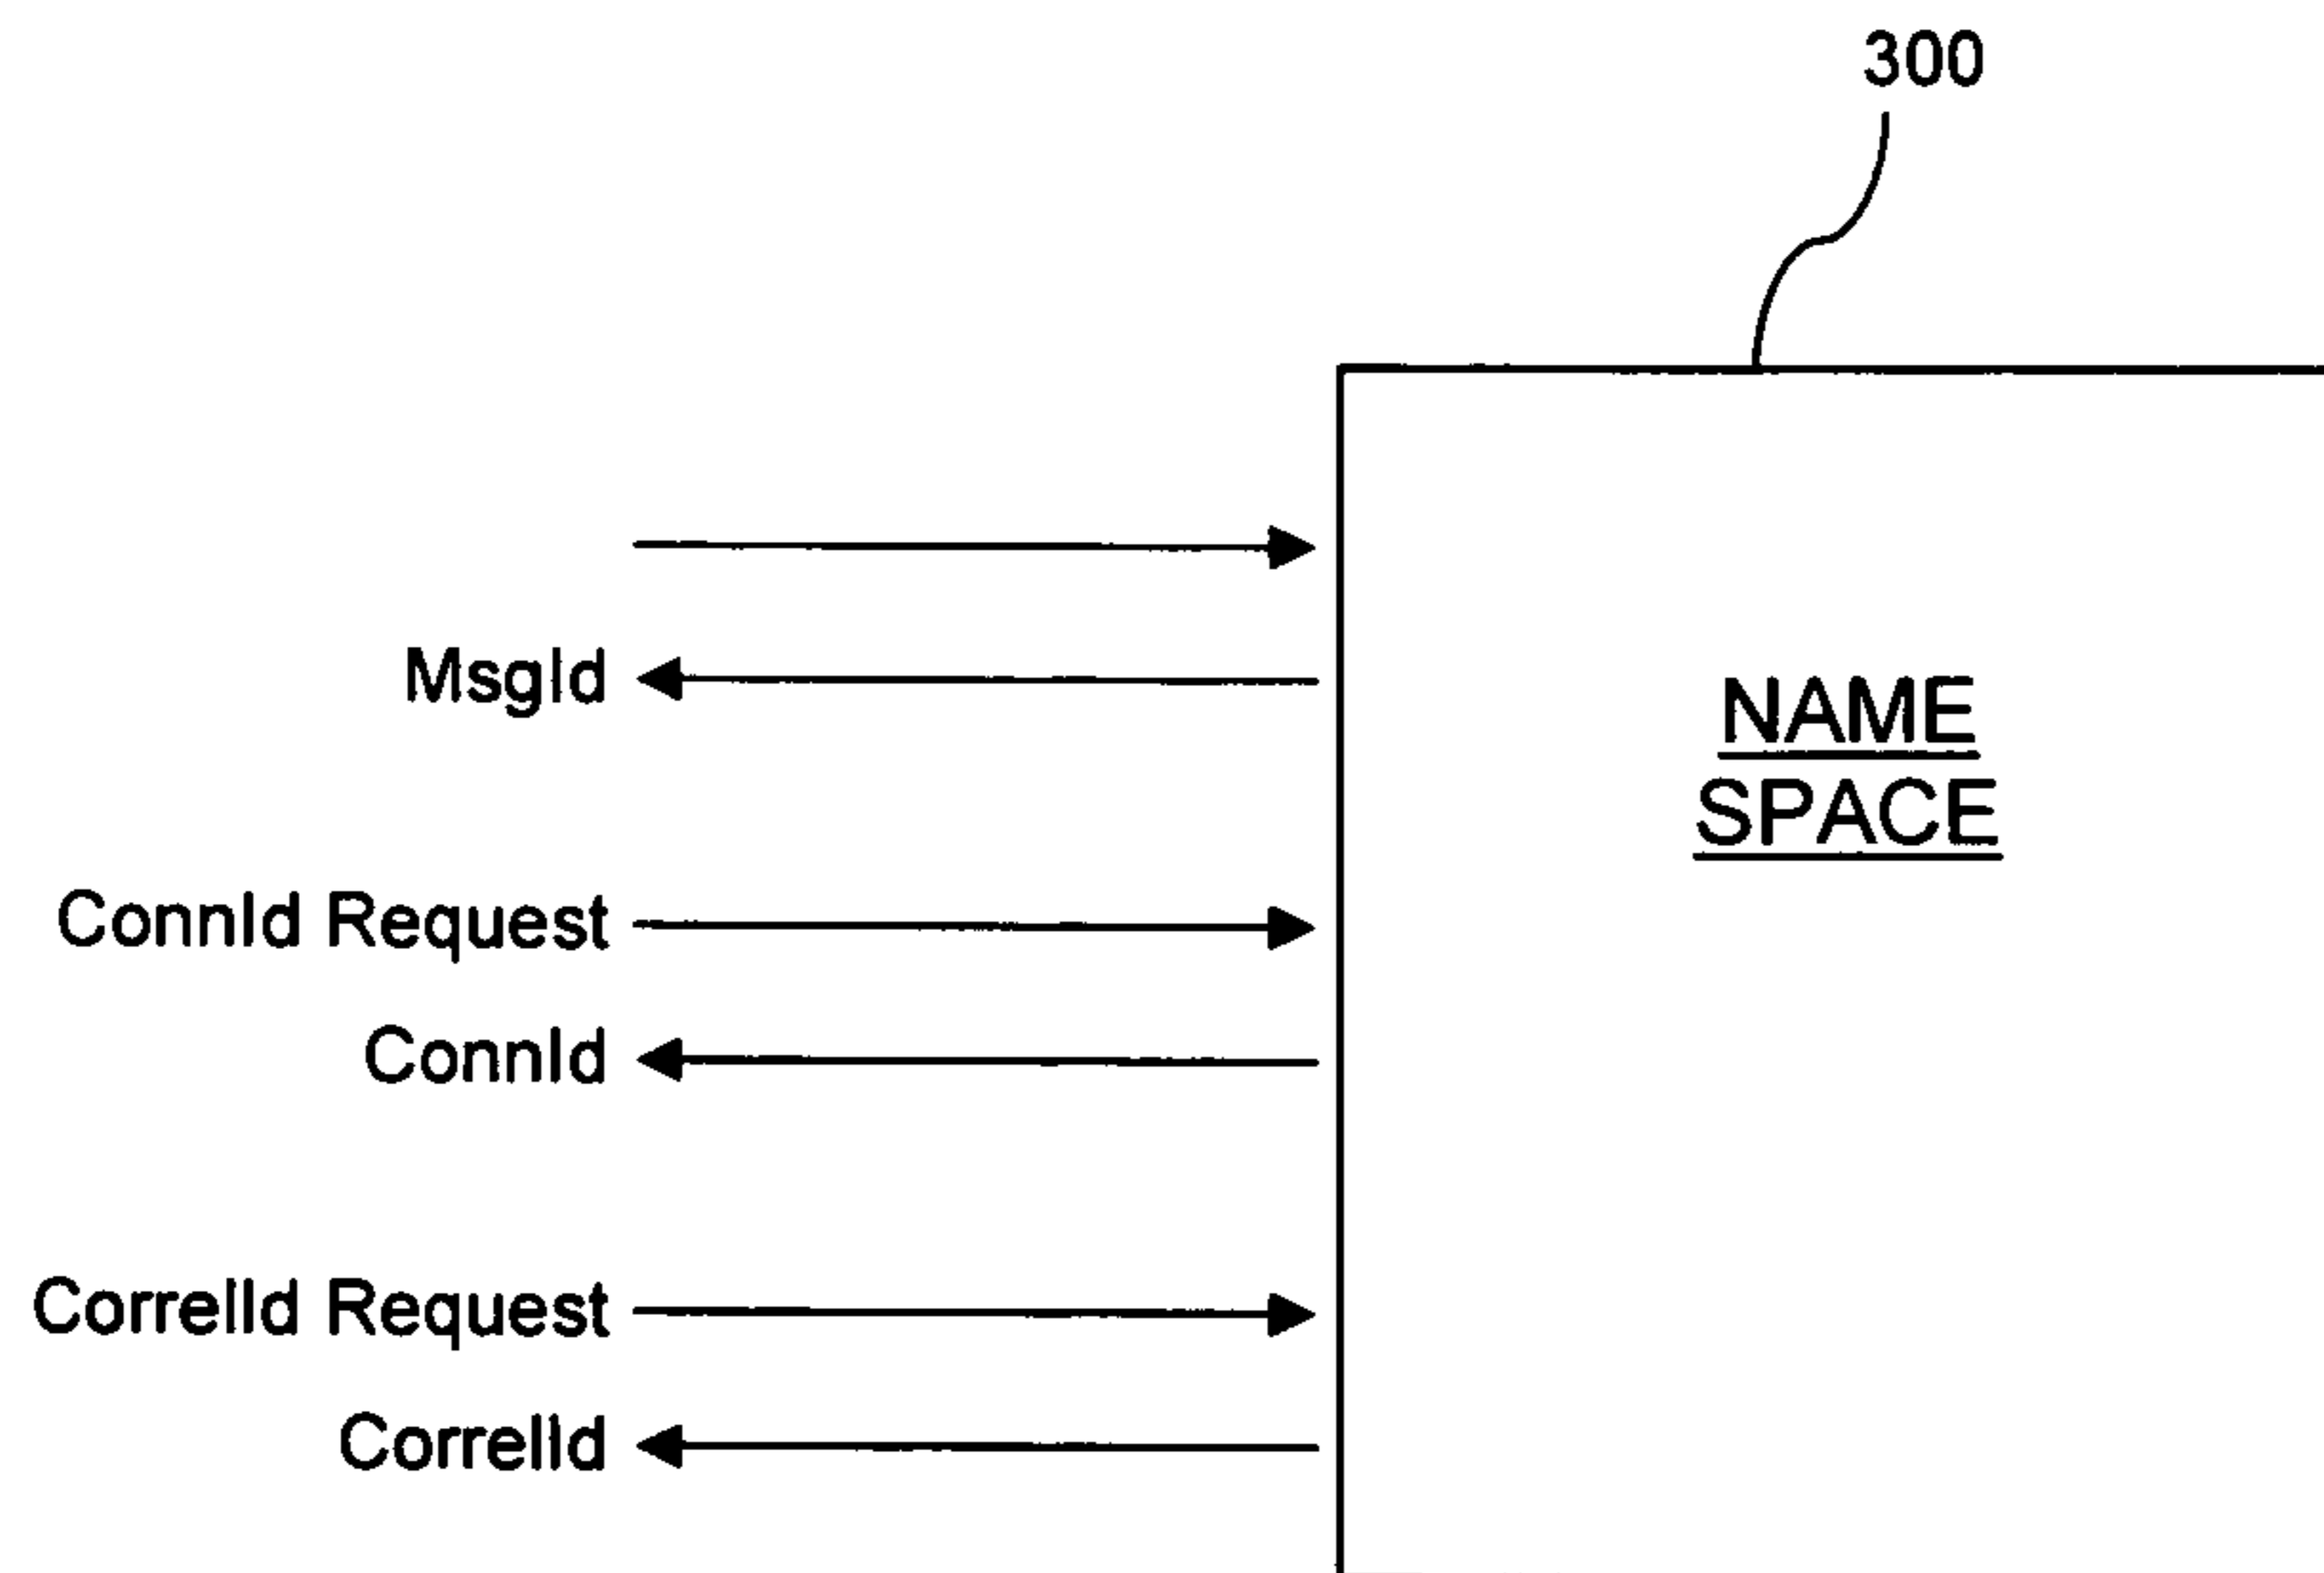 300
MsgId
NAME
SPACE
ConnId Request
ConnId
CorrelId Request
CorrelId